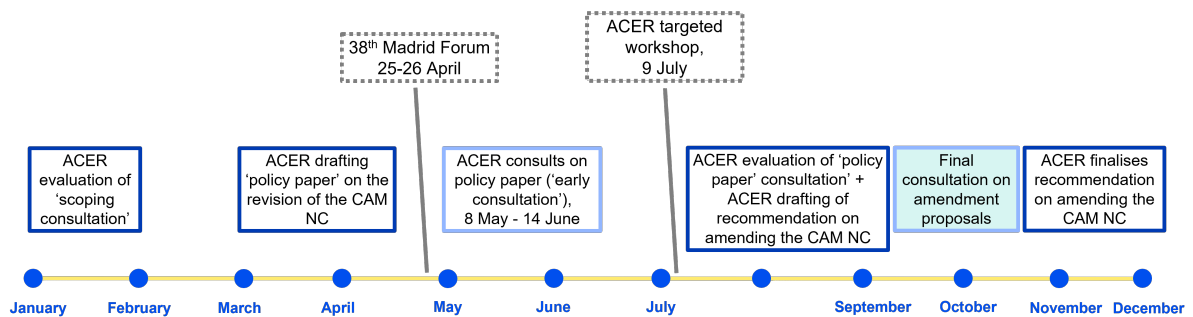 38th Madrid Forum
25-26 April
ACER targeted
workshop,
9 July
ACER
evaluation of
‘scoping
consultation’
ACER drafting
‘policy paper’ on the
revision of the CAM
NC
ACER consults on
policy paper (‘early
consultation’),
8 May - 14 June
ACER evaluation of ‘policy
paper’ consultation’ +
ACER drafting of
recommendation on
amending the CAM NC
Final
consultation on
amendment
proposals
ACER finalises
recommendation
on amending the
CAM NC
January
February
March
April
May
June
July
September
October
November
December